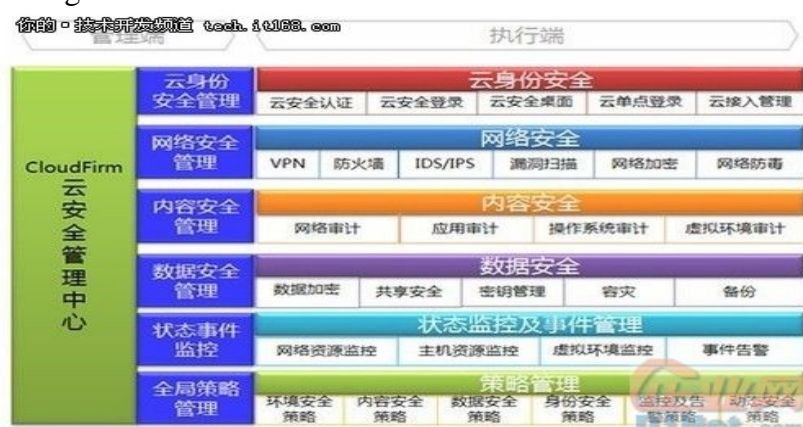 你的·技术开发频道 tech.it168.com
管理端
执行端
CloudFirm
云安全管理中心
云身份
安全管理
云身份安全
云安全认证 云安全登录 云安全桌面 云单点登录 云接入管理
网络安全
管理
网络安全
VPN 防火墙 IDS/IPS 漏洞扫描 网络加密 网络防毒
内容安全
管理
内容安全
网络审计 应用审计 操作系统审计 虚拟环境审计
数据安全
管理
数据安全
数据加密 共享安全 密钥管理 容灾 备份
状态事件
监控
状态监控及事件管理
网络资源监控 主机资源监控 虚拟环境监控 事件告警
全局策略
管理
策略管理
环境安全
策略
内容安全
策略
数据安全
策略
身份安全
策略
监控及告
警策略
动态安全
策略